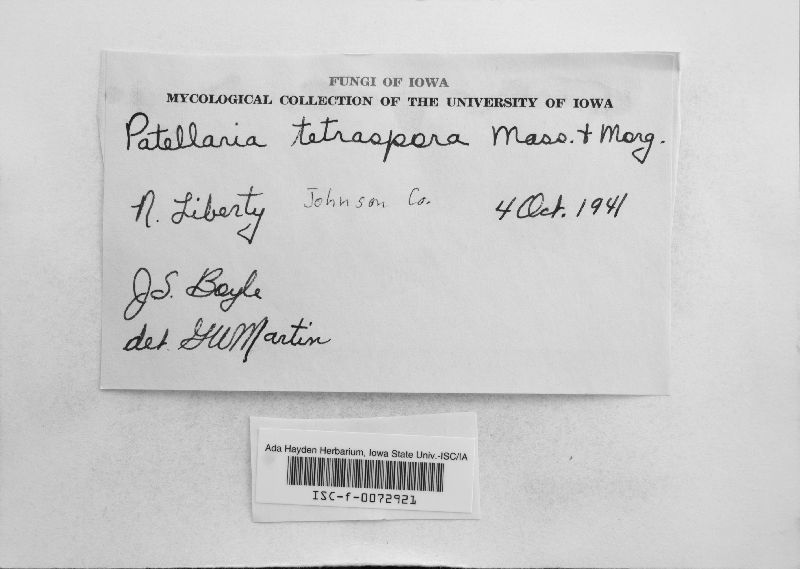 FUNGI OF IOWA
MYCOLOGICAL COLLECTION OF THE UNIVERSITY OF IOWA
Patellaria tetraspora Mass. & Morg.
N. Liberty Johnson Co. 4 Oct. 1941
J.S. Boyle
det. GWMartin
Ada Hayden Herbarium, Iowa State Univ.-ISC/IA
ISC-f-0072921